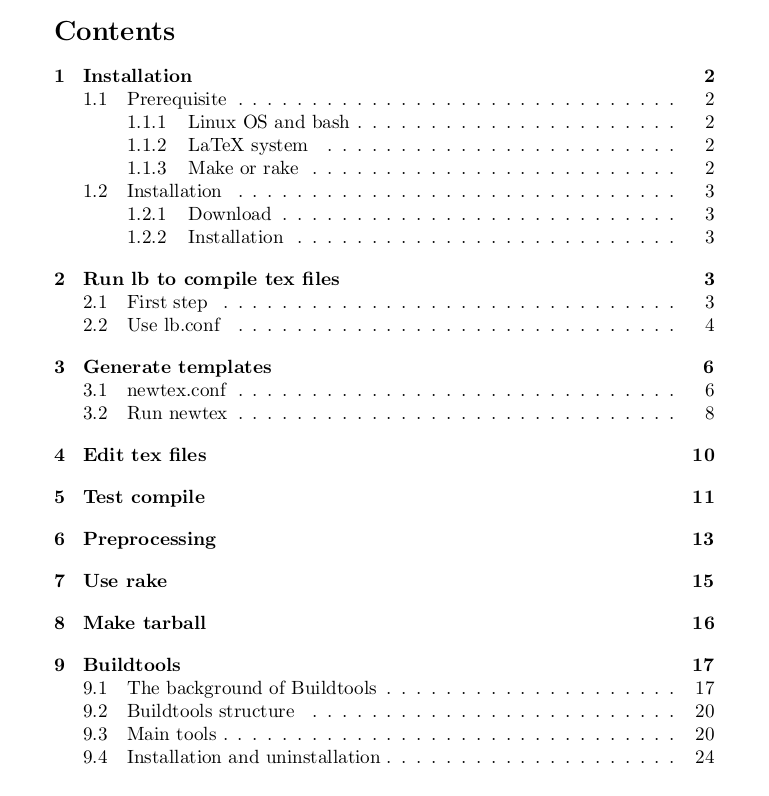 Contents
1 Installation 2
1.1 Prerequisite . . . . . . . . . . . . . . . . . . . . . . . . . . . . . . 2
1.1.1 Linux OS and bash . . . . . . . . . . . . . . . . . . . . . . 2
1.1.2 LaTeX system . . . . . . . . . . . . . . . . . . . . . . . . 2
1.1.3 Make or rake . . . . . . . . . . . . . . . . . . . . . . . . . 2
1.2 Installation . . . . . . . . . . . . . . . . . . . . . . . . . . . . . . 3
1.2.1 Download . . . . . . . . . . . . . . . . . . . . . . . . . . . 3
1.2.2 Installation . . . . . . . . . . . . . . . . . . . . . . . . . . 3
2 Run lb to compile tex files 3
2.1 First step . . . . . . . . . . . . . . . . . . . . . . . . . . . . . . . 3
2.2 Use lb.conf . . . . . . . . . . . . . . . . . . . . . . . . . . . . . . 4
3 Generate templates 6
3.1 newtex.conf . . . . . . . . . . . . . . . . . . . . . . . . . . . . . . 6
3.2 Run newtex . . . . . . . . . . . . . . . . . . . . . . . . . . . . . . 8
4 Edit tex files 10
5 Test compile 11
6 Preprocessing 13
7 Use rake 15
8 Make tarball 16
9 Buildtools 17
9.1 The background of Buildtools . . . . . . . . . . . . . . . . . . . . 17
9.2 Buildtools structure . . . . . . . . . . . . . . . . . . . . . . . . . 20
9.3 Main tools . . . . . . . . . . . . . . . . . . . . . . . . . . . . . . . 20
9.4 Installation and uninstallation . . . . . . . . . . . . . . . . . . . . 24